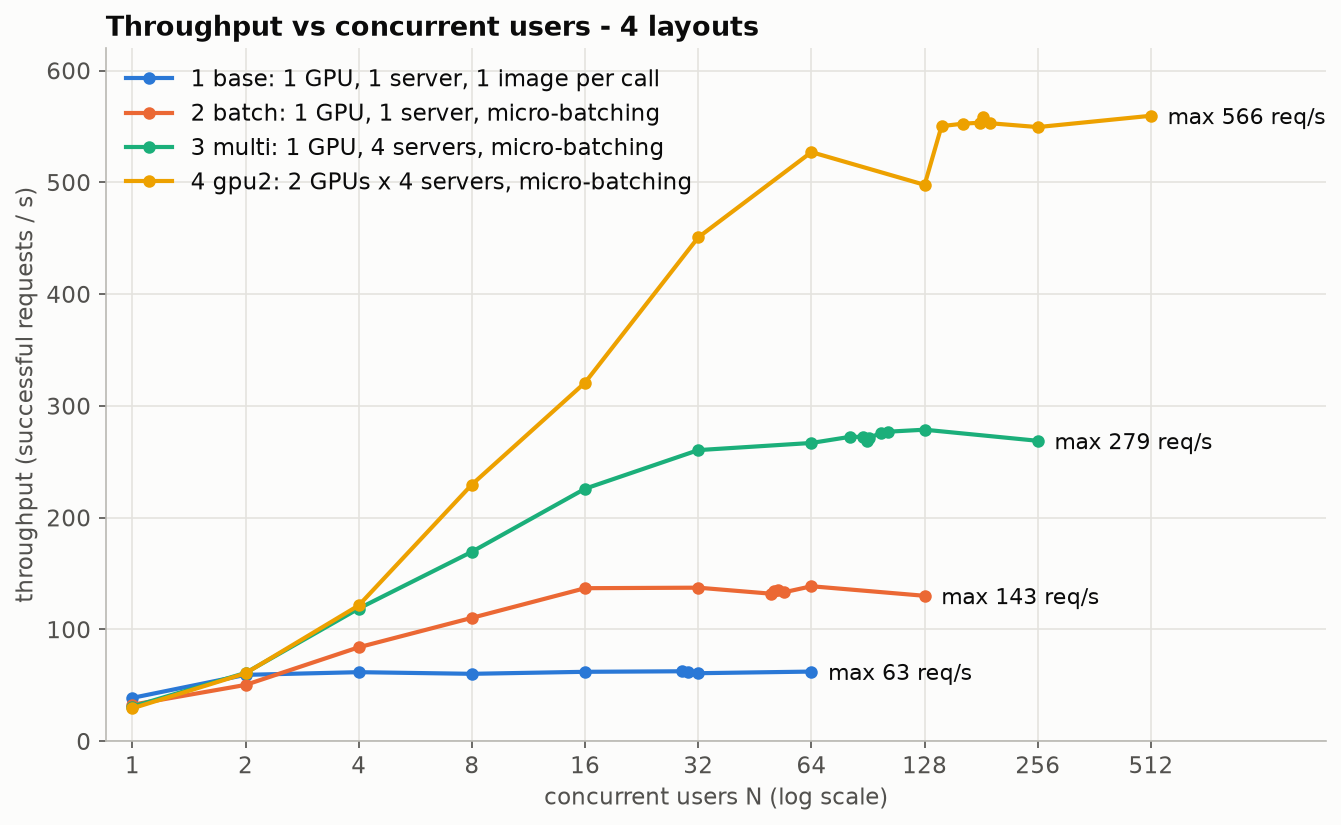 Throughput vs concurrent users - 4 layouts
1 base: 1 GPU, 1 server, 1 image per call
2 batch: 1 GPU, 1 server, micro-batching
3 multi: 1 GPU, 4 servers, micro-batching
4 gpu2: 2 GPUs x 4 servers, micro-batching
throughput (successful requests / s)
600
500
400
300
200
100
0
max 566 req/s
max 279 req/s
max 143 req/s
max 63 req/s
1 2 4 8 16 32 64 128 256 512
concurrent users N (log scale)